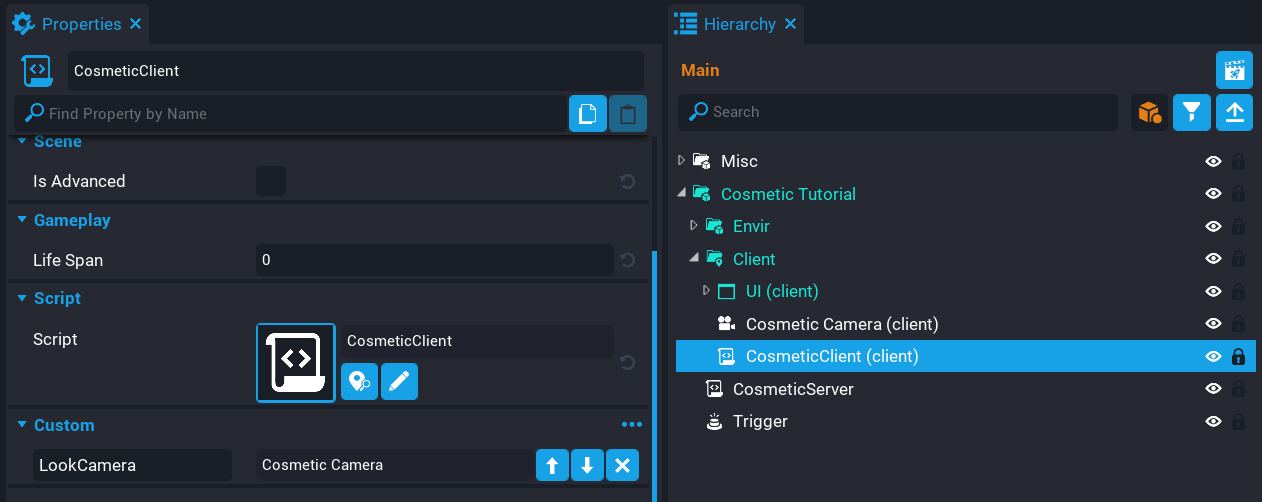 Properties
CosmeticClient
Find Property by Name
Scene
Is Advanced
Gameplay
Life Span
0
Script
Script
CosmeticClient
Custom
LookCamera
Cosmetic Camera
Hierarchy
Main
Search
Misc
Cosmetic Tutorial
Envir
Client
UI (client)
Cosmetic Camera (client)
CosmeticClient (client)
CosmeticServer
Trigger